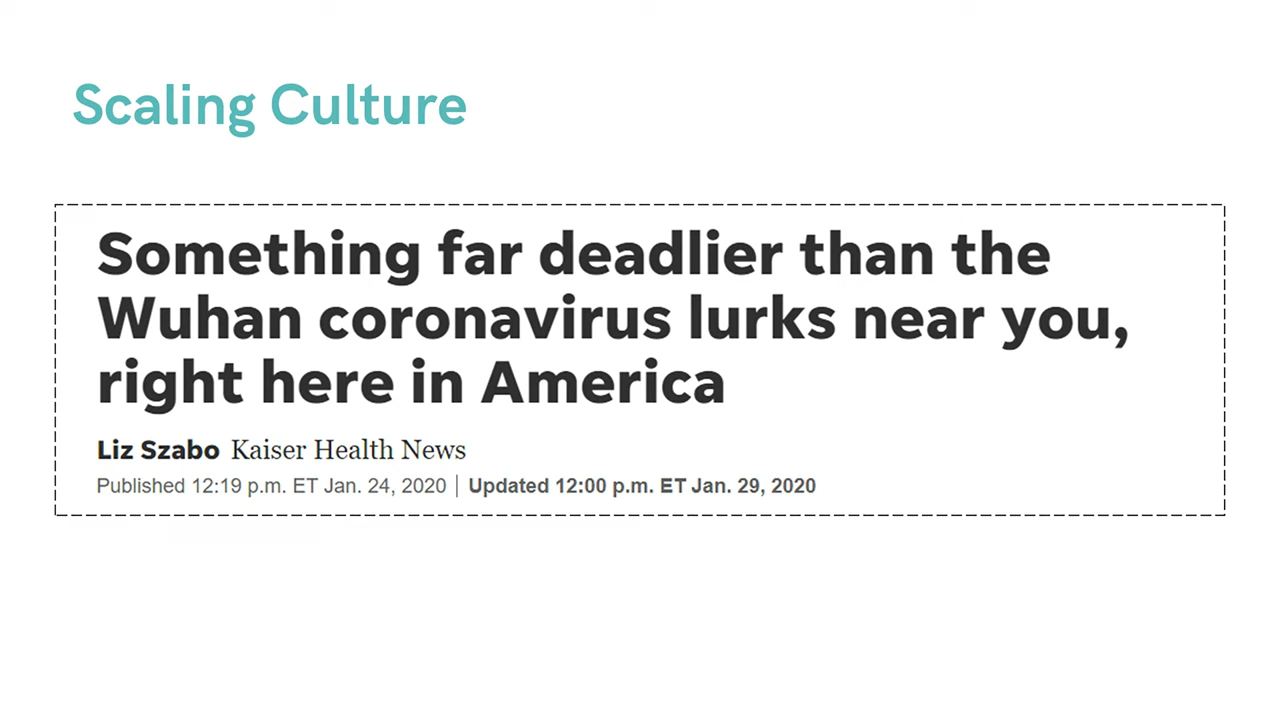 Scaling Culture
Something far deadlier than the
Wuhan coronavirus lurks near you,
right here in America
Liz Szabo Kaiser Health News
Published 12:19 p.m. ET Jan. 24, 2020 | Updated 12:00 p.m. ET Jan. 29, 2020